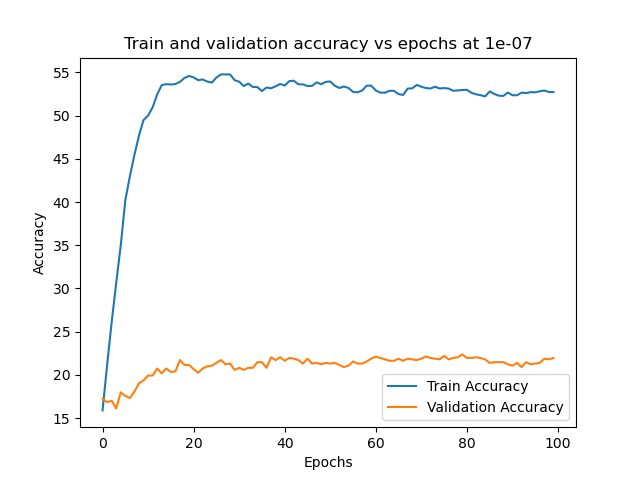 Train and validation accuracy vs epochs at 1e-07
55
50
45
40
35
30
25
20
15
Accuracy
0 20 40 60 80 100
Epochs
Train Accuracy
Validation Accuracy